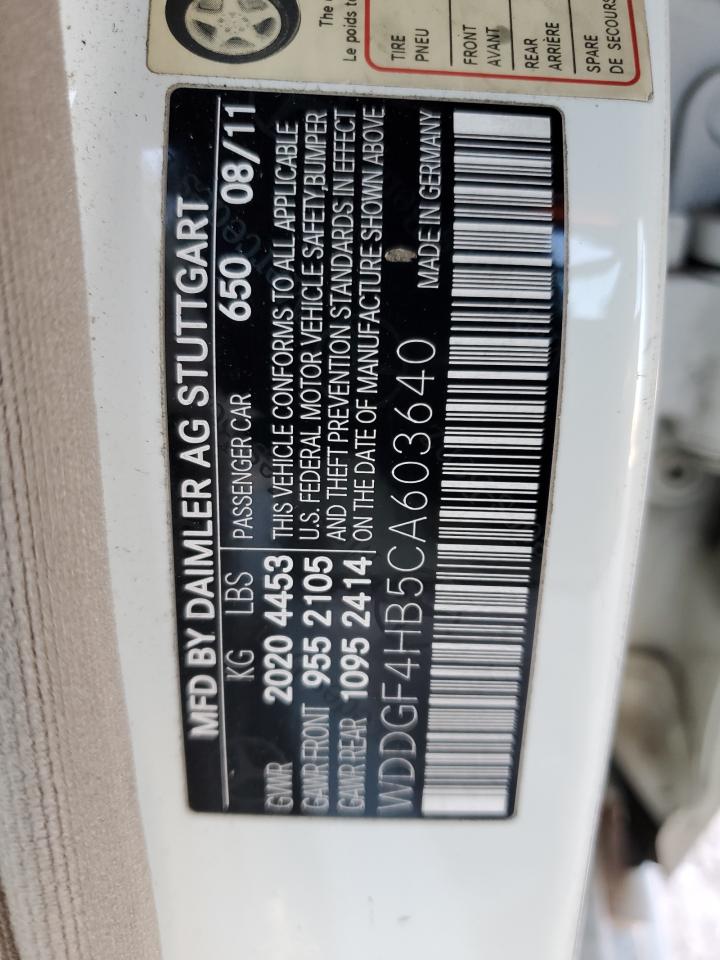 The
Le poids t
TIRE
PNEU
FRONT
AVANT
REAR
ARRIÈRE
SPARE
DE SECOURS
MFD BY DAIMLER AG STUTTGART
KG LBS PASSENGER CAR 650 08/11
GVWR 2020 4453 THIS VEHICLE CONFORMS TO ALL APPLICABLE
GAWR FRONT 955 2105 U.S. FEDERAL MOTOR VEHICLE SAFETY,BUMPER
AND THEFT PREVENTION STANDARDS IN EFFECT
GAWR REAR 1095 2414 ON THE DATE OF MANUFACTURE SHOWN ABOVE
WDDGF4HB5CA603640 MADE IN GERMANY